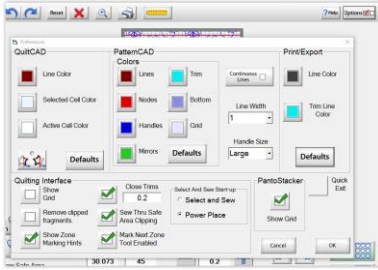 Reset
Help Options
Preferences
QuiltCAD
Line Color
Selected Cell Color
Active Cell Color
Defaults
PatternCAD
Colors
Lines
Trim
Nodes
Bottom
Handles
Grid
Mirrors
Defaults
Continuous
Lines
Line Width
1
Handle Size
Large
Print/Export
Line Color
Trim Line
Color
Defaults
Quilting Interface
Show
Grid
Remove clipped
fragments
Show Zone
Marking Hints
Close Trims
0.2
Sew Thru Safe
Area Clipping
Mark Next Zone
Tool Enabled
Select And Sew Start-up
Select and Sew
Power Place
PantoStacker
Show Grid
Quick
Exit
Cancel
OK
Safe Area
30.073
45
0.2